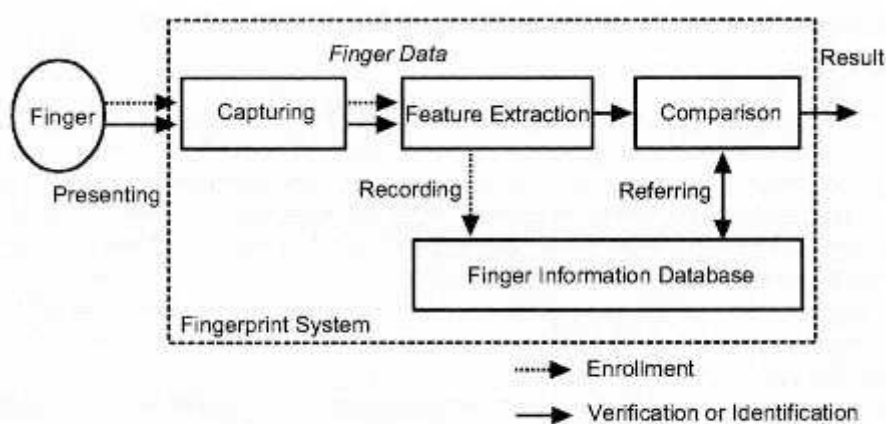 Finger Data
Result
Finger
Capturing
Feature Extraction
Comparison
Presenting
Recording
Referring
Finger Information Database
Fingerprint System
Enrollment
Verification or Identification